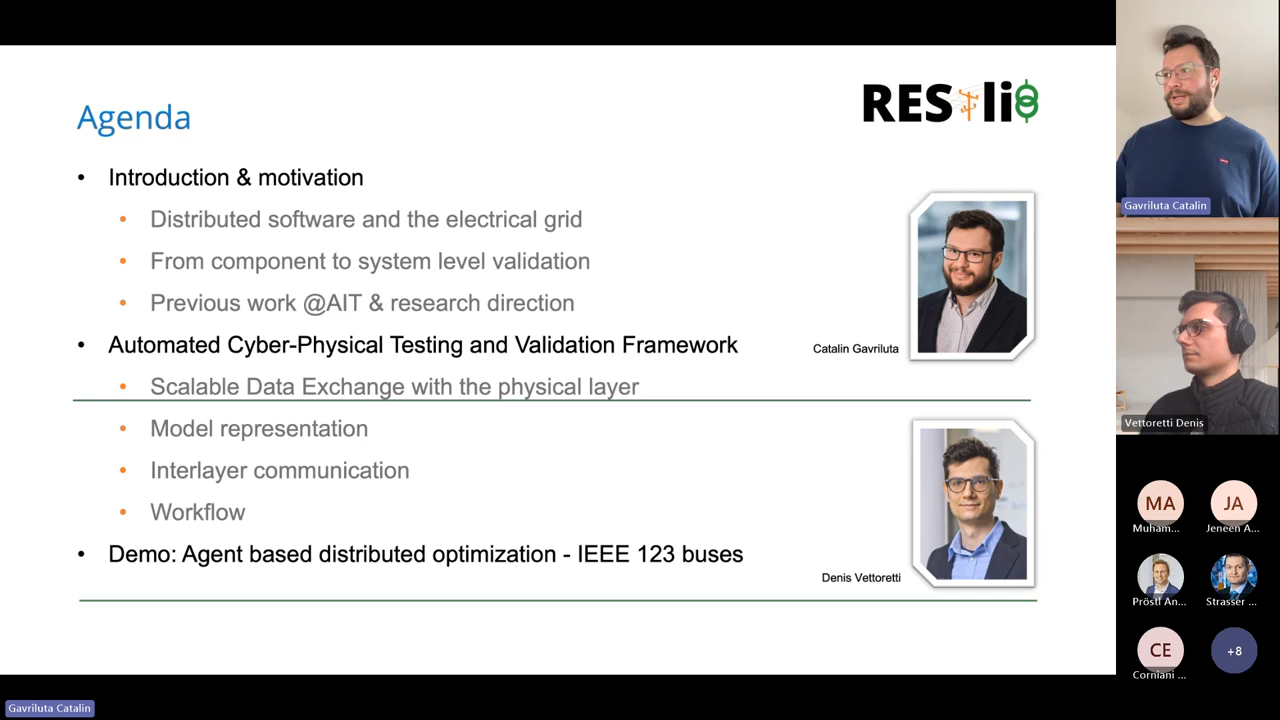 Agenda
RESili8
• Introduction & motivation
• Distributed software and the electrical grid
• From component to system level validation
• Previous work @AIT & research direction
• Automated Cyber-Physical Testing and Validation Framework
Catalin Gavriluta
• Scalable Data Exchange with the physical layer
• Model representation
• Interlayer communication
• Workflow
• Demo: Agent based distributed optimization - IEEE 123 buses
Denis Vettoretti
Gavriluta Catalin
Vettoretti Denis
MA
JA
Muham...
Jeneen A...
Pröstl An...
Strasser ...
CE
+8
Corniani ...
Gavriluta Catalin